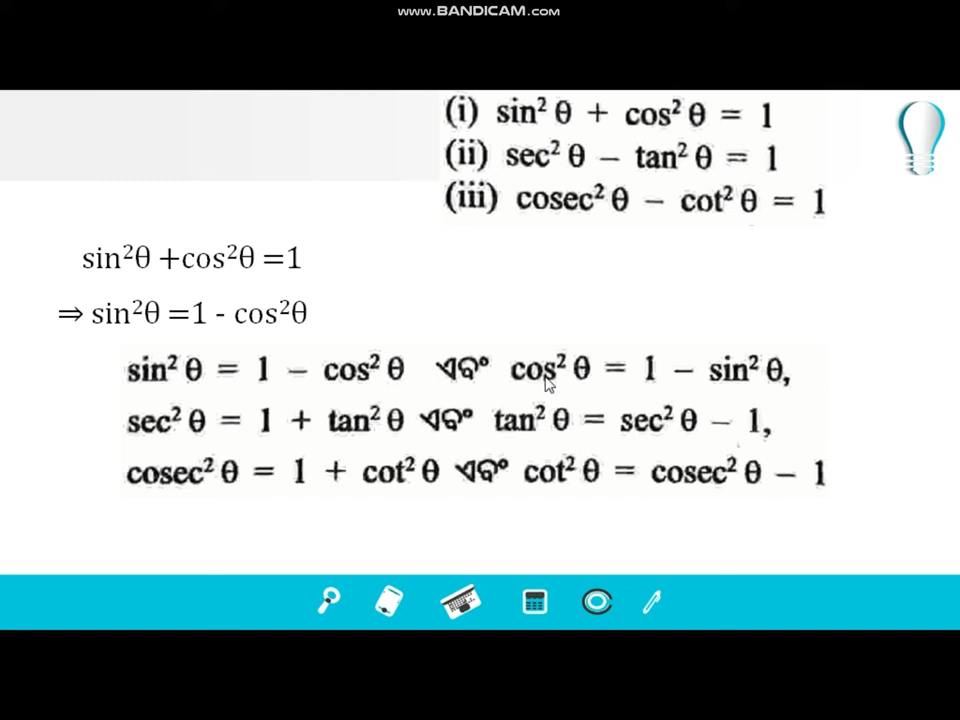 www.BANDICAM.com
(i) sin² θ + cos² θ = 1
(ii) sec² θ – tan² θ = 1
(iii) cosec² θ – cot² θ = 1
sin²θ +cos²θ =1
⇒ sin²θ =1 - cos²θ
sin² θ = 1 – cos² θ ଏବଂ cos² θ = 1 – sin² θ,
sec² θ = 1 + tan² θ ଏବଂ tan² θ = sec² θ – 1,
cosec² θ = 1 + cot² θ ଏବଂ cot² θ = cosec² θ – 1